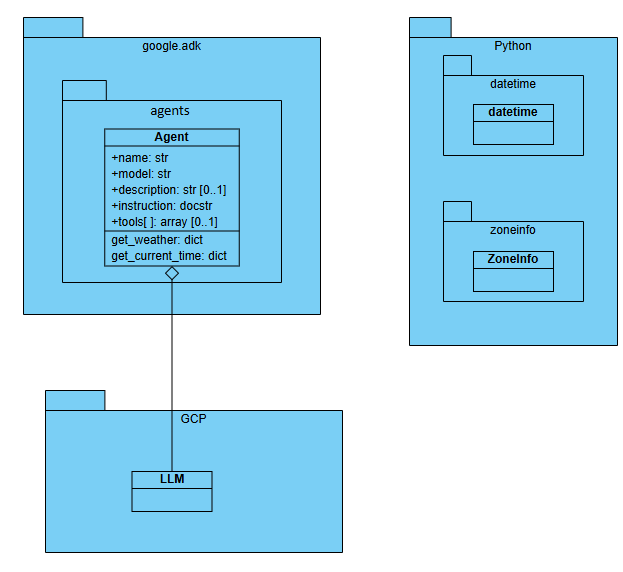 google.adk
agents
Agent
+name: str
+model: str
+description: str [0..1]
+instruction: docstr
+tools[ ]: array [0..1]
get_weather: dict
get_current_time: dict
Python
datetime
datetime
zoneinfo
ZoneInfo
GCP
LLM